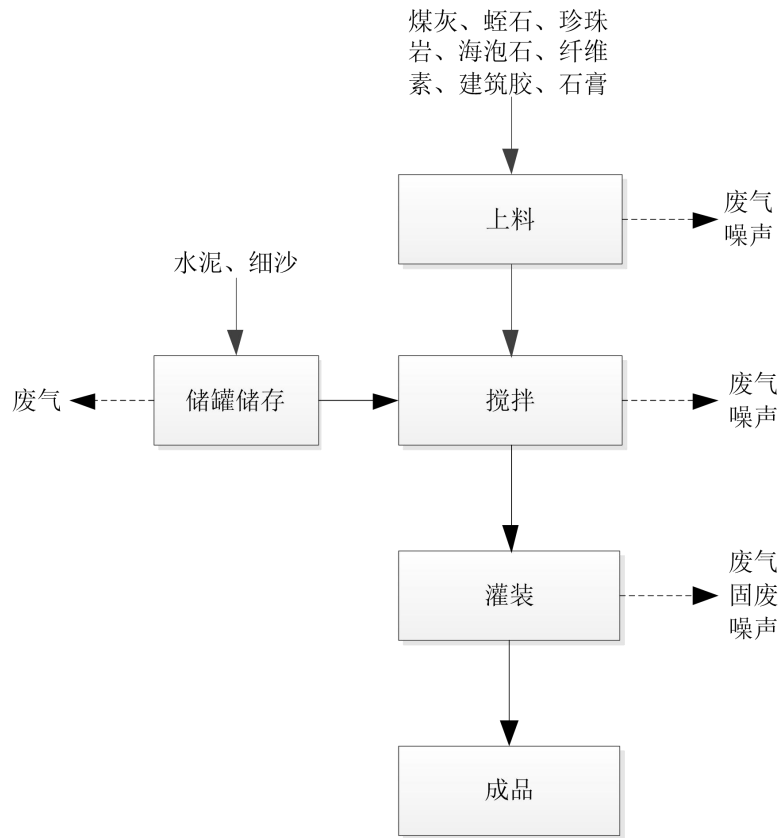 煤灰、蛭石、珍珠
岩、海泡石、纤维
素、建筑胶、石膏
上料
废气
噪声
水泥、细沙
废气
储罐储存
搅拌
废气
噪声
灌装
废气
固废
噪声
成品